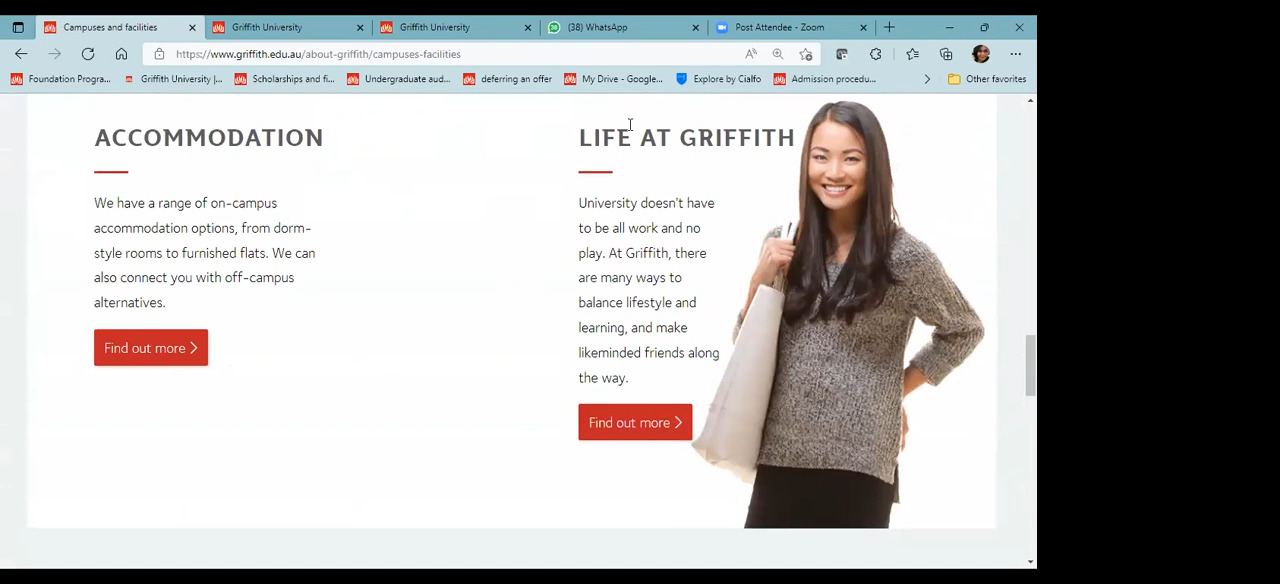 Campuses and facilities
Griffith University
Griffith University
(38) WhatsApp
Post Attendee - Zoom
https://www.griffith.edu.au/about-griffith/campuses-facilities
Foundation Progra...
Griffith University |...
Scholarships and fi...
Undergraduate aud...
deferring an offer
My Drive - Google...
Explore by Cialfo
Admission procedu...
Other favorites
ACCOMMODATION
We have a range of on-campus
accommodation options, from dorm-
style rooms to furnished flats. We can
also connect you with off-campus
alternatives.
Find out more
LIFE AT GRIFFITH
University doesn't have
to be all work and no
play. At Griffith, there
are many ways to
balance lifestyle and
learning, and make
likeminded friends along
the way.
Find out more